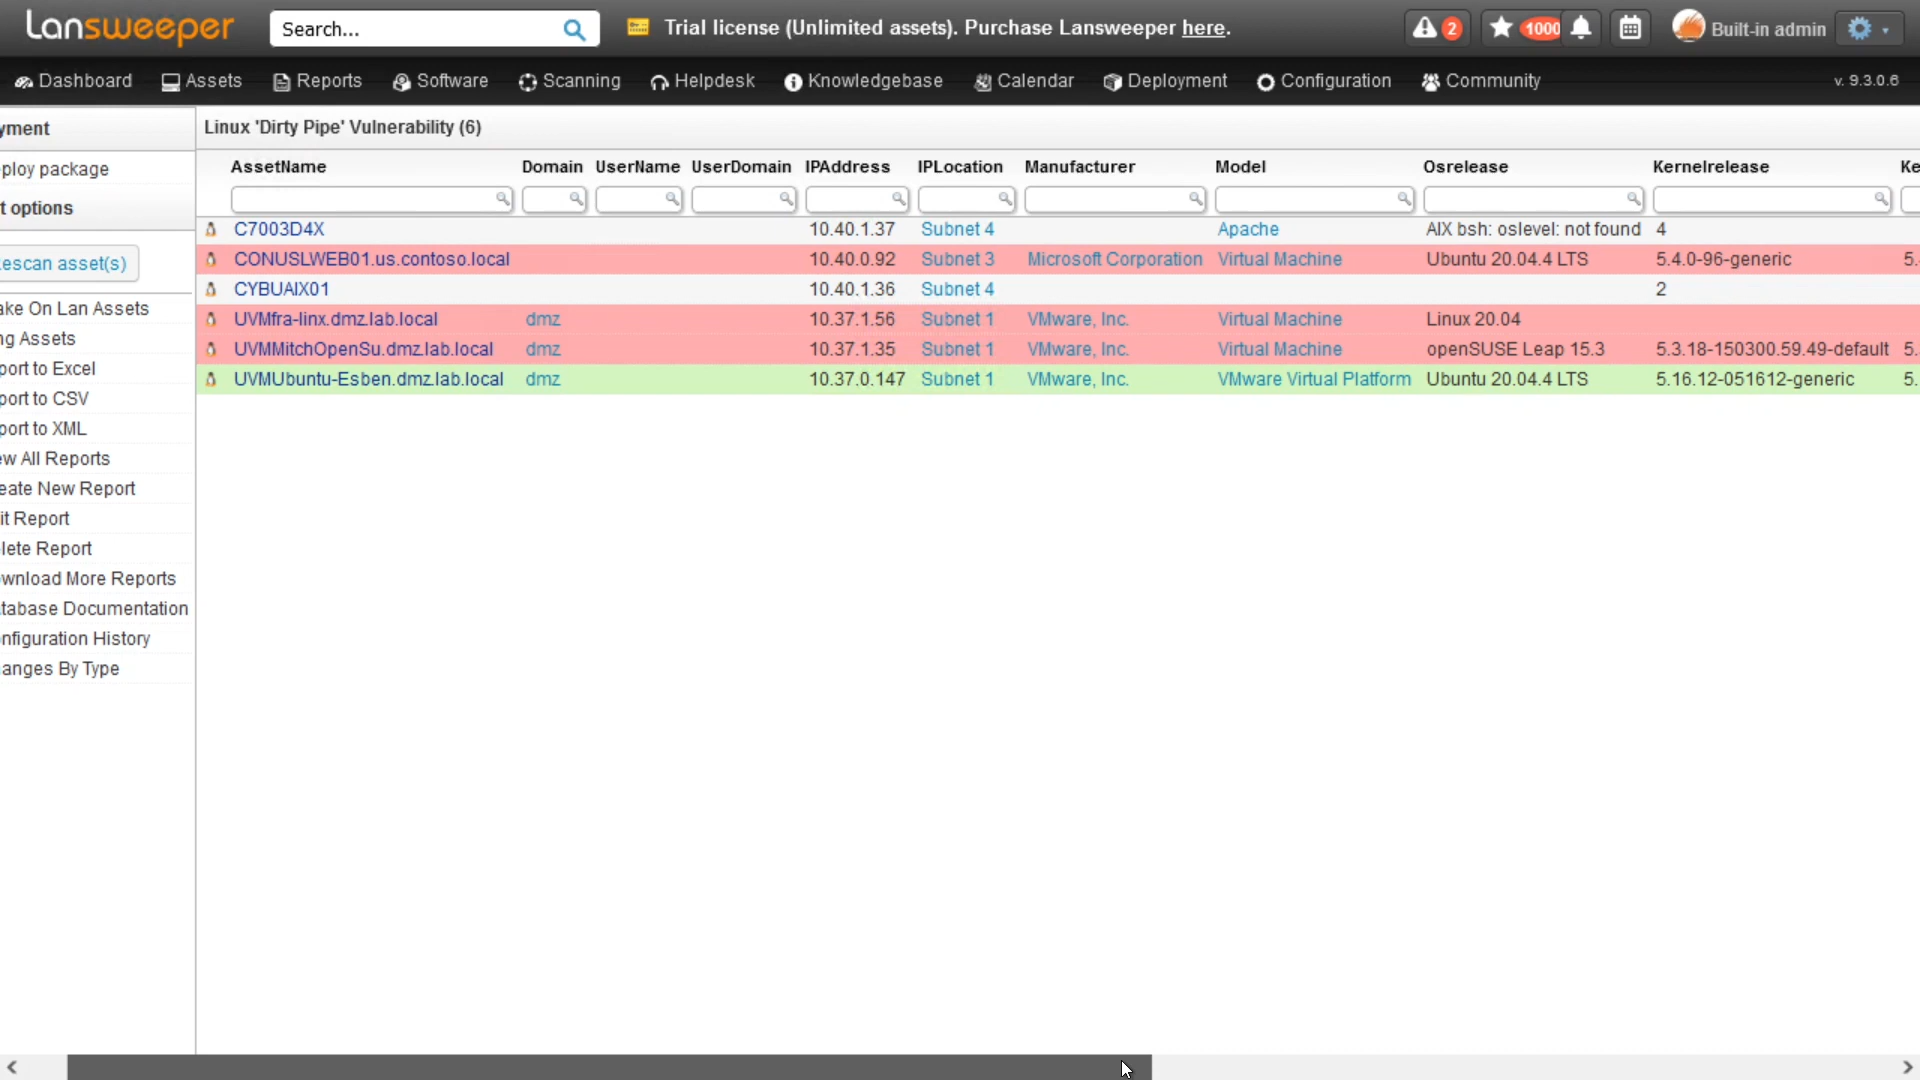 Lansweeper
Search...
Trial license (Unlimited assets). Purchase Lansweeper here.
2
1000
Built-in admin
Dashboard Assets Reports Software Scanning Helpdesk Knowledgebase Calendar Deployment Configuration Community v. 9.3.0.6
yment
ploy package
t options
escan asset(s)
ake On Lan Assets
ng Assets
port to Excel
port to CSV
port to XML
ew All Reports
eate New Report
it Report
lete Report
ownload More Reports
tabase Documentation
onfiguration History
anges By Type
Linux 'Dirty Pipe' Vulnerability (6)
AssetName Domain UserName UserDomain IPAddress IPLocation Manufacturer Model Osrelease Kernelrelease Ke
C7003D4X 10.40.1.37 Subnet 4 Apache AIX bsh: oslevel: not found 4
CONUSLWEB01.us.contoso.local 10.40.0.92 Subnet 3 Microsoft Corporation Virtual Machine Ubuntu 20.04.4 LTS 5.4.0-96-generic 5.
CYBUAIX01 10.40.1.36 Subnet 4 2
UVMfra-linx.dmz.lab.local dmz 10.37.1.56 Subnet 1 VMware, Inc. Virtual Machine Linux 20.04
UVMMitchOpenSu.dmz.lab.local dmz 10.37.1.35 Subnet 1 VMware, Inc. Virtual Machine openSUSE Leap 15.3 5.3.18-150300.59.49-default 5.
UVMUbuntu-Esben.dmz.lab.local dmz 10.37.0.147 Subnet 1 VMware, Inc. VMware Virtual Platform Ubuntu 20.04.4 LTS 5.16.12-051612-generic 5.